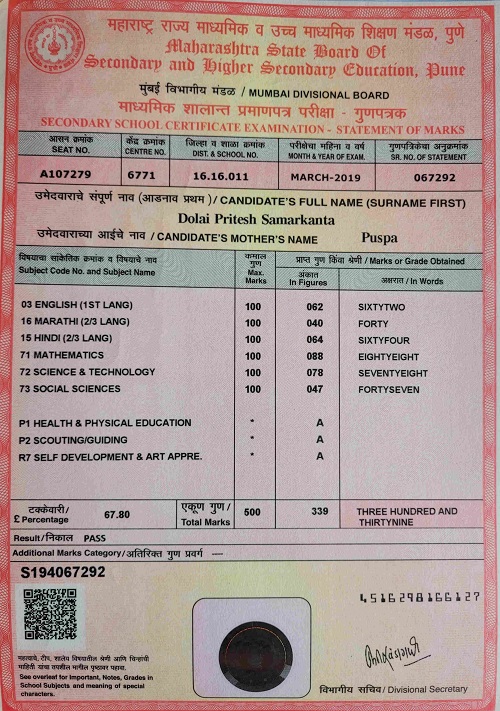 महाराष्ट्र राज्य माध्यमिक व उच्च माध्यमिक शिक्षण मंडळ, पुणे
Maharashtra State Board Of
Secondary and Higher Secondary Education, Pune
मुंबई विभागीय मंडळ / MUMBAI DIVISIONAL BOARD
माध्यमिक शालान्त प्रमाणपत्र परीक्षा - गुणपत्रक
SECONDARY SCHOOL CERTIFICATE EXAMINATION - STATEMENT OF MARKS
आसन क्रमांक केंद्र क्रमांक जिल्हा व शाळा क्रमांक परीक्षेचा महिना व वर्ष गुणपत्रिकेचा अनुक्रमांक
SEAT NO. CENTRE NO. DIST. & SCHOOL NO. MONTH & YEAR OF EXAM. SR. NO. OF STATEMENT
A107279 6771 16.16.011 MARCH-2019 067292
उमेदवाराचे संपूर्ण नाव (आडनाव प्रथम) / CANDIDATE'S FULL NAME (SURNAME FIRST)
Dolai Pritesh Samarkanta
उमेदवाराच्या आईचे नाव / CANDIDATE'S MOTHER'S NAME Puspa
विषयाचा सांकेतिक क्रमांक व विषयाचे नाव
Subject Code No. and Subject Name
कमाल
गुण
Max.
Marks
प्राप्त गुण किंवा श्रेणी / Marks or Grade Obtained
अंकात
In Figures
अक्षरात / In Words
03 ENGLISH (1ST LANG) 100 062 SIXTYTWO
16 MARATHI (2/3 LANG) 100 040 FORTY
15 HINDI (2/3 LANG) 100 064 SIXTYFOUR
71 MATHEMATICS 100 088 EIGHTYEIGHT
72 SCIENCE & TECHNOLOGY 100 078 SEVENTYEIGHT
73 SOCIAL SCIENCES 100 047 FORTYSEVEN
P1 HEALTH & PHYSICAL EDUCATION * A
P2 SCOUTING/GUIDING * A
R7 SELF DEVELOPMENT & ART APPRE. * A
टक्केवारी/
£ Percentage 67.80
एकूण गुण/
Total Marks 500 339 THREE HUNDRED AND
THIRTYNINE
Result/निकाल PASS
Additional Marks Category/अतिरिक्त गुण प्रवर्ग —
S194067292
4516298166127
महत्वाचे, टीप, शालेय विषयातील श्रेणी आणि चिन्हांची
माहिती यांचा वयशील मागील पृष्ठावर पहावा.
See overleaf for Important, Notes, Grades in
School Subjects and meaning of special
characters.
विभागीय सचिव / Divisional Secretary